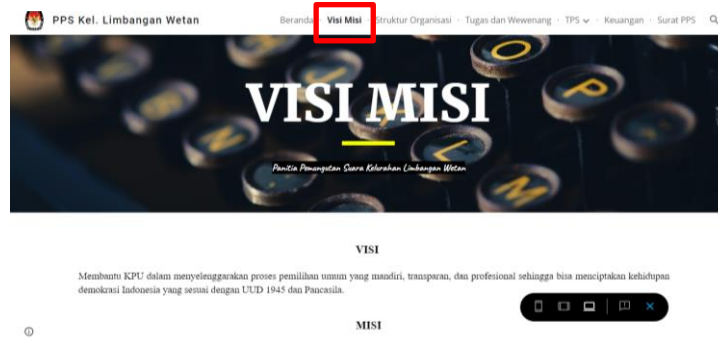 PPS Kel. Limbangan Wetan
Beranda Visi Misi Struktur Organisasi Tugas dan Wewenang TPS Keuangan Surat PPS
VISI MISI
Panitia Pemungutan Suara Kelurahan Limbangan Wetan
VISI
Membantu KPU dalam menyelenggarakan proses pemilihan umum yang mandiri, transparan, dan profesional sehingga bisa menciptakan kehidupan
demokrasi Indonesia yang sesuai dengan UUD 1945 dan Pancasila.
MISI